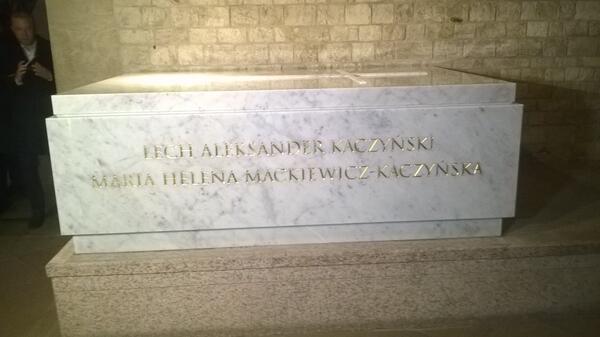 LECH ALEKSANDER KACZYŃSKI
MARIA HELENA MACKIEWICZ-KACZYŃSKA